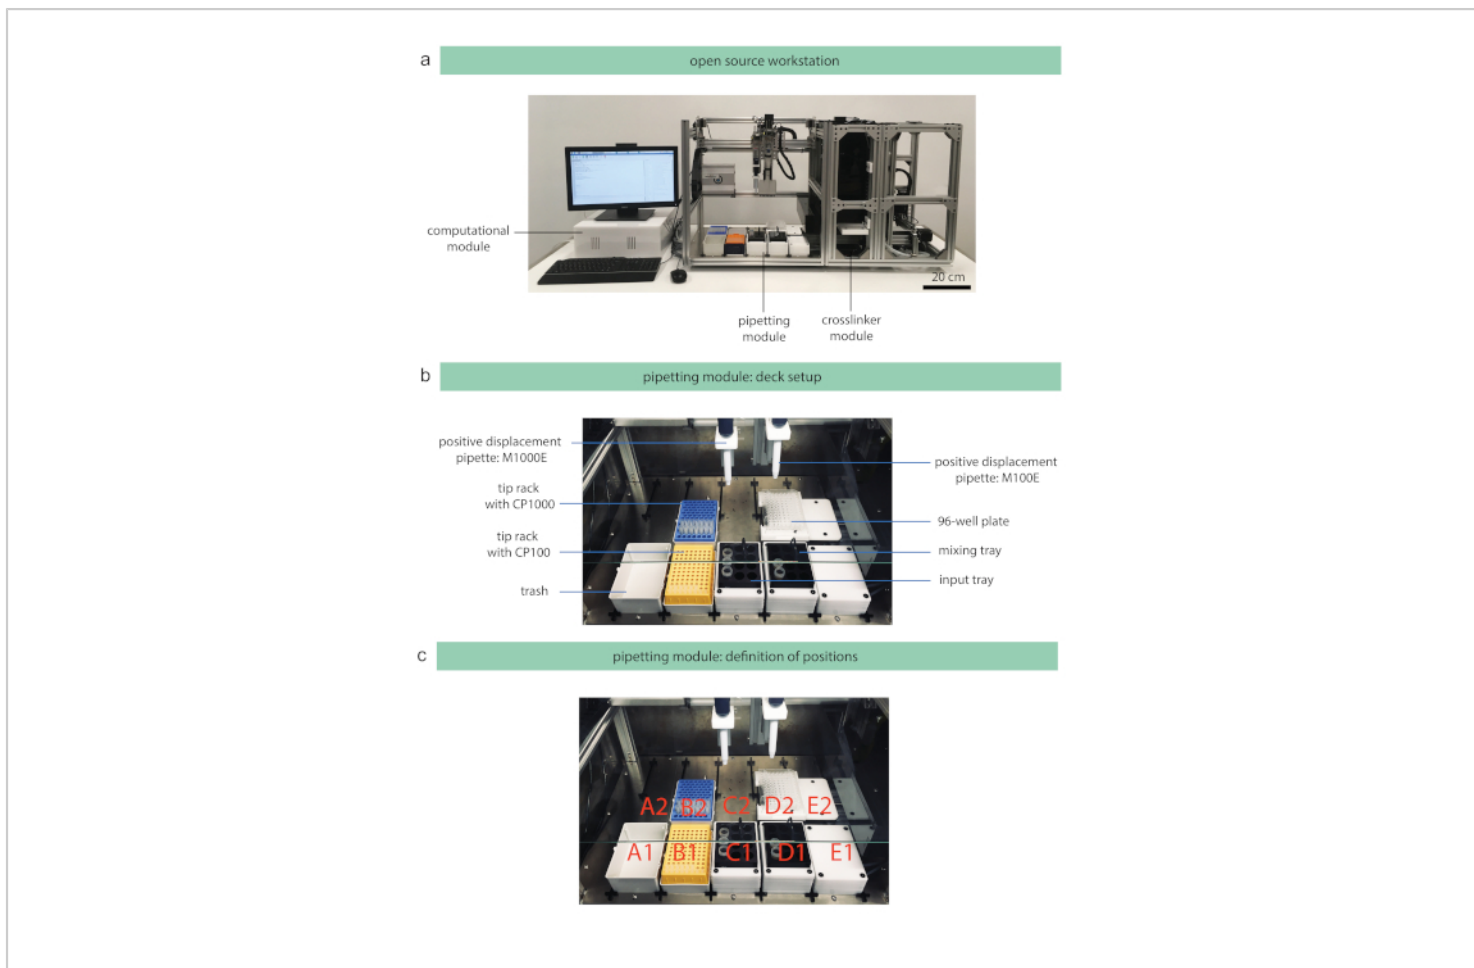 a
open source workstation
computational
module
20 cm
pipetting
module
crosslinker
module
b
pipetting module: deck setup
positive displacement
pipette: M1000E
positive displacement
pipette: M100E
tip rack
with CP1000
96-well plate
tip rack
with CP100
mixing tray
input tray
trash
c
pipetting module: definition of positions
A2 B2 C2 D2 E2
A1 B1 C1 D1 E1